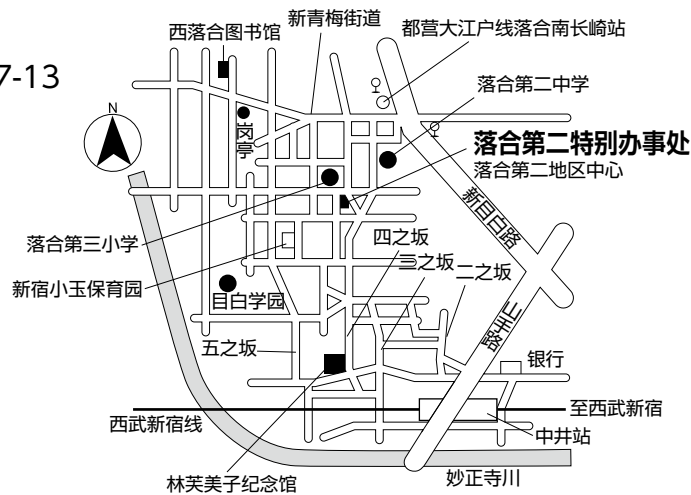 新青梅街道
西落合图书馆
都营大江户线落合南长崎站
7-13
落合第二中学
N
岗亭
落合第二特别办事处
落合第二地区中心
新目白路
落合第三小学
四之坂
三之坂
二之坂
新宿小玉保育园
目白学园
山手路
五之坂
银行
至西武新宿
西武新宿线
中井站
妙正寺川
林芙美子纪念馆